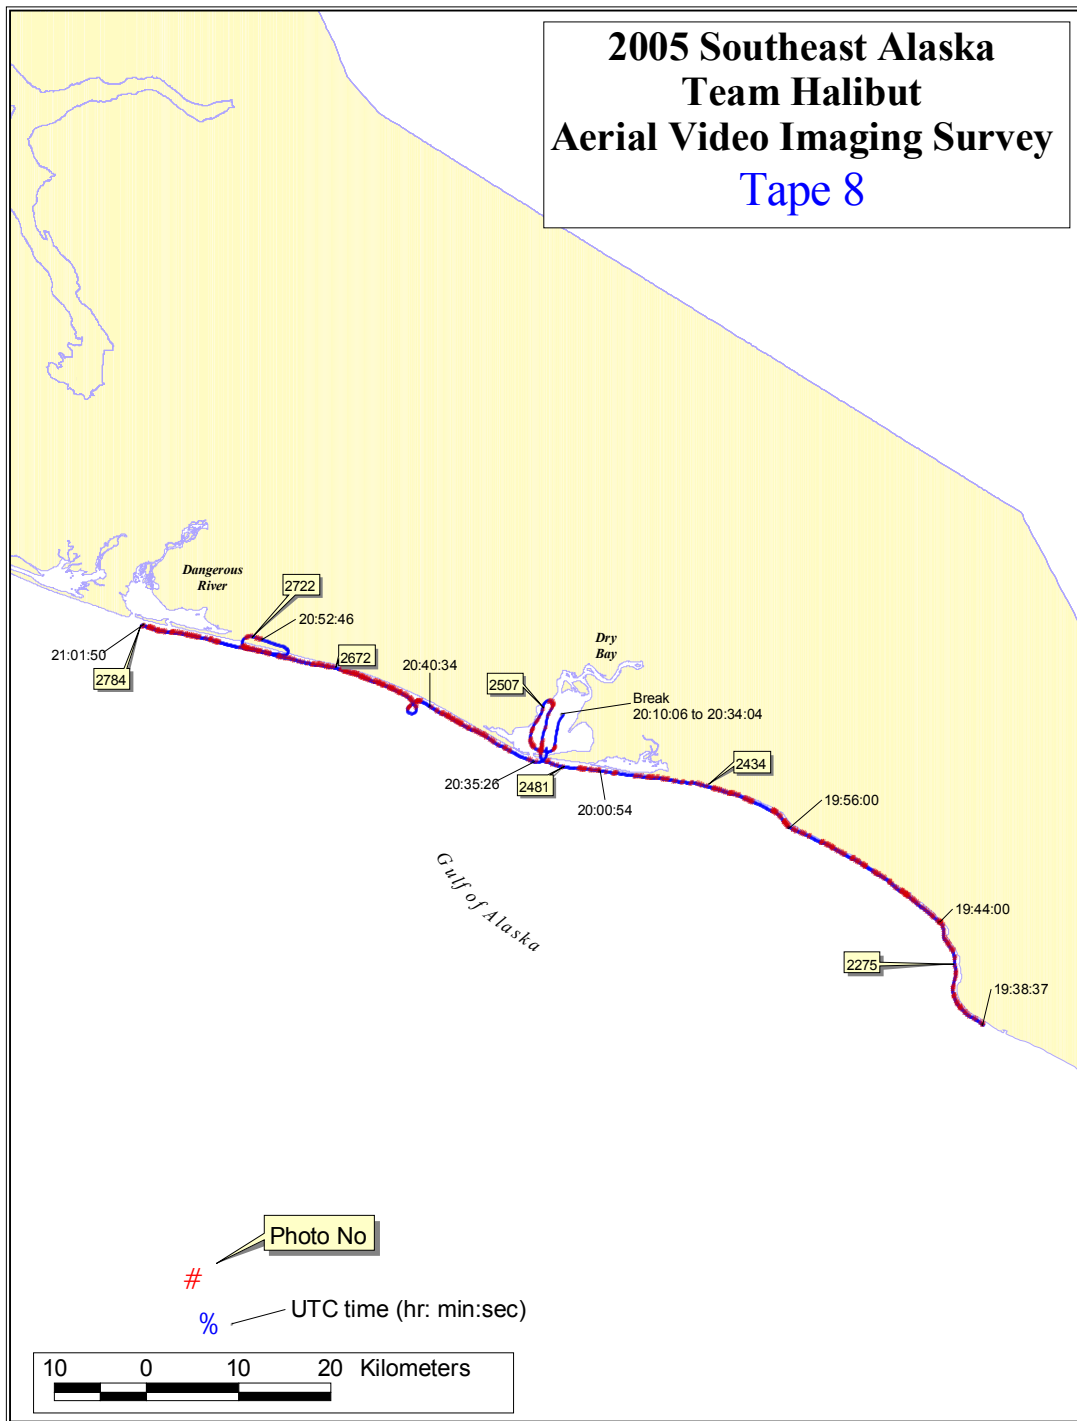 2005 Southeast Alaska
Team Halibut
Aerial Video Imaging Survey
Tape 8
Dangerous
River
2722
20:52:46
21:01:50
2784
2672
20:40:34
Dry
Bay
2507
Break
20:10:06 to 20:34:04
20:35:26
2481
20:00:54
2434
19:56:00
Gulf of Alaska
19:44:00
2275
19:38:37
Photo No
#
% UTC time (hr: min:sec)
10 0 10 20 Kilometers